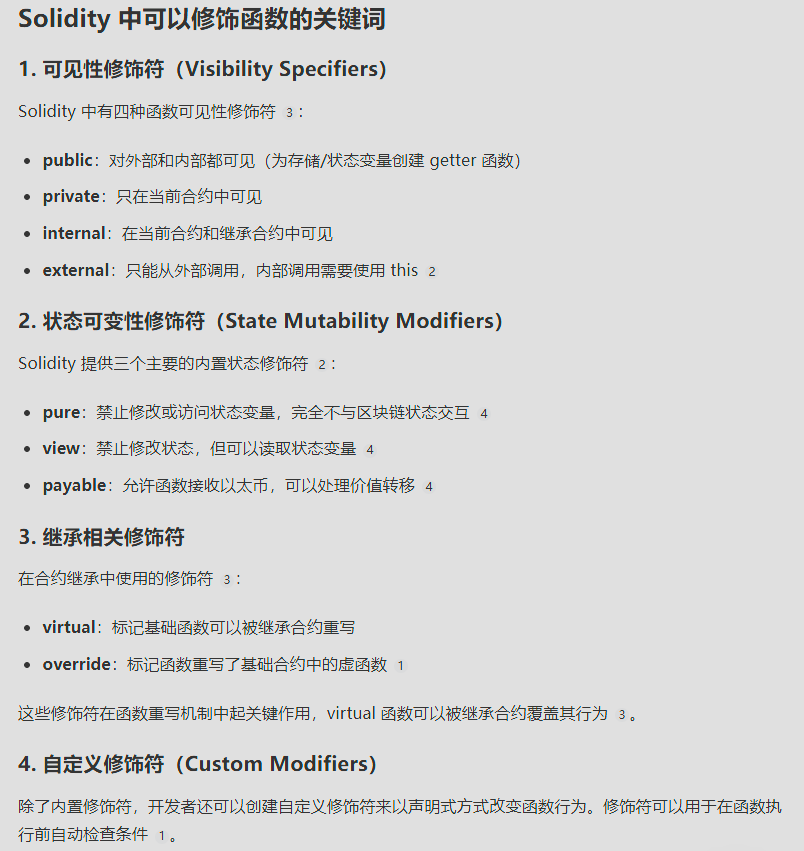 Solidity 中可以修饰函数的关键词
1. 可见性修饰符（Visibility Specifiers）
Solidity 中有四种函数可见性修饰符 3：
• public：对外部和内部都可见（为存储/状态变量创建 getter 函数）
• private：只在当前合约中可见
• internal：在当前合约和继承合约中可见
• external：只能从外部调用，内部调用需要使用 this 2
2. 状态可变性修饰符（State Mutability Modifiers）
Solidity 提供三个主要的内置状态修饰符 2：
• pure：禁止修改或访问状态变量，完全不与区块链状态交互 4
• view：禁止修改状态，但可以读取状态变量 4
• payable：允许函数接收以太币，可以处理价值转移 4
3. 继承相关修饰符
在合约继承中使用的修饰符 3：
• virtual：标记基础函数可以被继承合约重写
• override：标记函数重写了基础合约中的虚函数 1
这些修饰符在函数重写机制中起关键作用，virtual 函数可以被继承合约覆盖其行为 3。
4. 自定义修饰符（Custom Modifiers）
除了内置修饰符，开发者还可以创建自定义修饰符来以声明式方式改变函数行为。修饰符可以用于在函数执
行前自动检查条件 1。